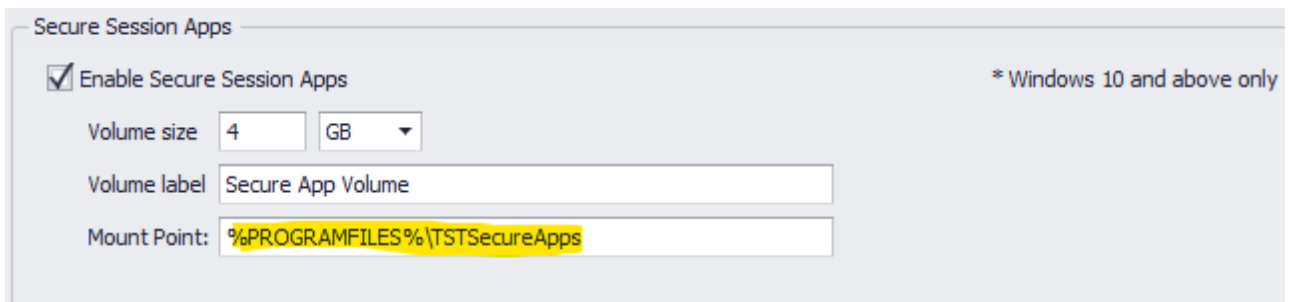 Secure Session Apps
Enable Secure Session Apps * Windows 10 and above only
Volume size 4 GB
Volume label Secure App Volume
Mount Point: %PROGRAMFILES%\TSTSecureApps